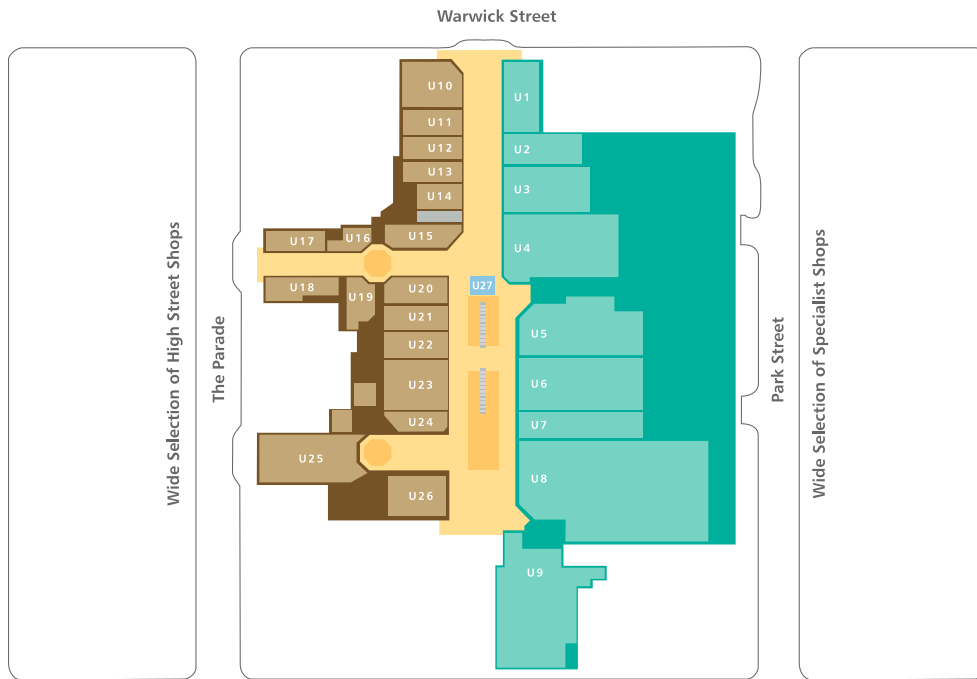 Warwick Street
Wide Selection of High Street Shops
The Parade
Park Street
Wide Selection of Specialist Shops
U10
U11
U12
U13
U14
U15
U16
U17
U18
U19
U20
U21
U22
U23
U24
U25
U26
U27
U1
U2
U3
U4
U5
U6
U7
U8
U9